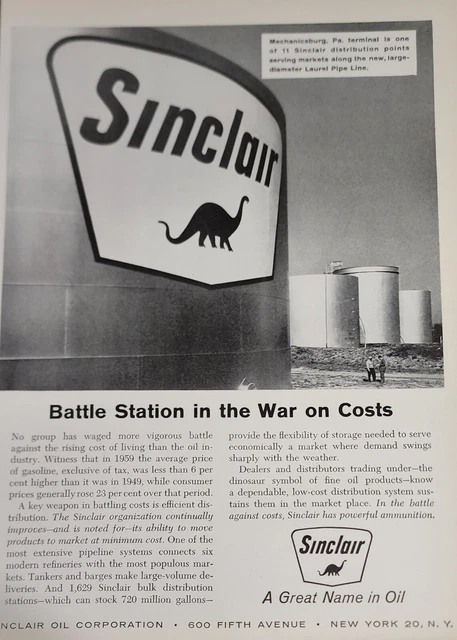 Mechanicsburg, Pa. terminal is one
of 11 Sinclair distribution points
serving markets along the new, large-
diameter Laurel Pipe Line.
Sinclair
Battle Station in the War on Costs
No group has waged more vigorous battle
against the rising cost of living than the oil in-
dustry. Witness that in 1959 the average price
of gasoline, exclusive of tax, was less than 6 per
cent higher than it was in 1949, while consumer
prices generally rose 23 per cent over that period.
A key weapon in battling costs is efficient dis-
tribution. The Sinclair organization continually
improves—and is noted for—its ability to move
products to market at minimum cost. One of the
most extensive pipeline systems connects six
modern refineries with the most populous mar-
kets. Tankers and barges make large-volume de-
liveries. And 1,629 Sinclair bulk distribution
stations—which can stock 720 million gallons—
provide the flexibility of storage needed to serve
economically a market where demand swings
sharply with the weather.
Dealers and distributors trading under—the
dinosaur symbol of fine oil products—know
a dependable, low-cost distribution system sus-
tains them in the market place. In the battle
against costs, Sinclair has powerful ammunition.
Sinclair
A Great Name in Oil
NCLAIR OIL CORPORATION • 600 FIFTH AVENUE • NEW YORK 20, N. Y.